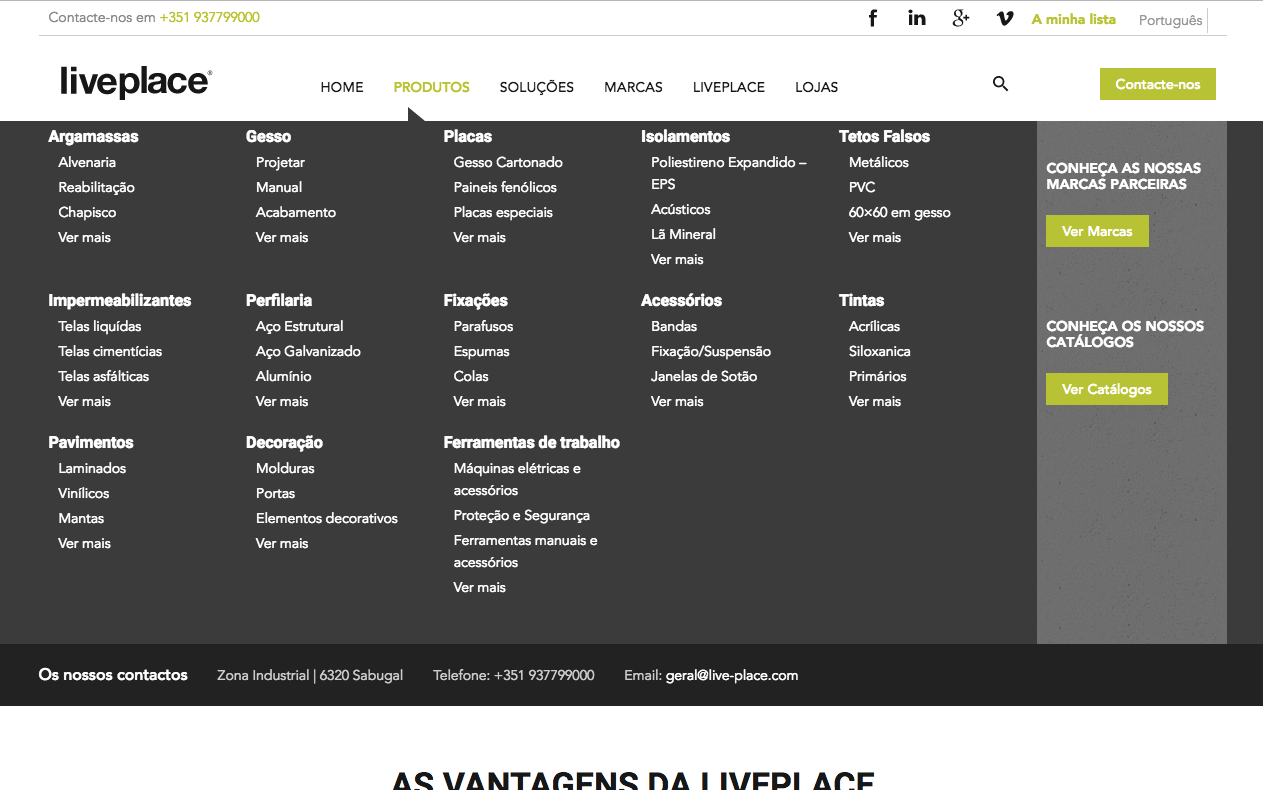 Contacte-nos em +351 937799000
A minha lista
Português
liveplace®
HOME
PRODUTOS
SOLUÇÕES
MARCAS
LIVEPLACE
LOJAS
Contacte-nos
Argamassas
Alvenaria
Reabilitação
Chapisco
Ver mais
Gesso
Projetar
Manual
Acabamento
Ver mais
Placas
Gesso Cartonado
Paineis fenólicos
Placas especiais
Ver mais
Isolamentos
Poliestireno Expandido –
EPS
Acústicos
Lã Mineral
Ver mais
Tetos Falsos
Metálicos
PVC
60×60 em gesso
Ver mais
Impermeabilizantes
Telas liquídas
Telas cimentícias
Telas asfálticas
Ver mais
Perfilaria
Aço Estrutural
Aço Galvanizado
Alumínio
Ver mais
Fixações
Parafusos
Espumas
Colas
Ver mais
Acessórios
Bandas
Fixação/Suspensão
Janelas de Sotão
Ver mais
Tintas
Acrílicas
Siloxanica
Primários
Ver mais
Pavimentos
Laminados
Vinílicos
Mantas
Ver mais
Decoração
Molduras
Portas
Elementos decorativos
Ver mais
Ferramentas de trabalho
Máquinas elétricas e
acessórios
Proteção e Segurança
Ferramentas manuais e
acessórios
Ver mais
CONHEÇA AS NOSSAS
MARCAS PARCEIRAS
Ver Marcas
CONHEÇA OS NOSSOS
CATÁLOGOS
Ver Catálogos
Os nossos contactos
Zona Industrial | 6320 Sabugal
Telefone: +351 937799000
Email: geral@live-place.com
AS VANTAGENS DA LIVEPLACE